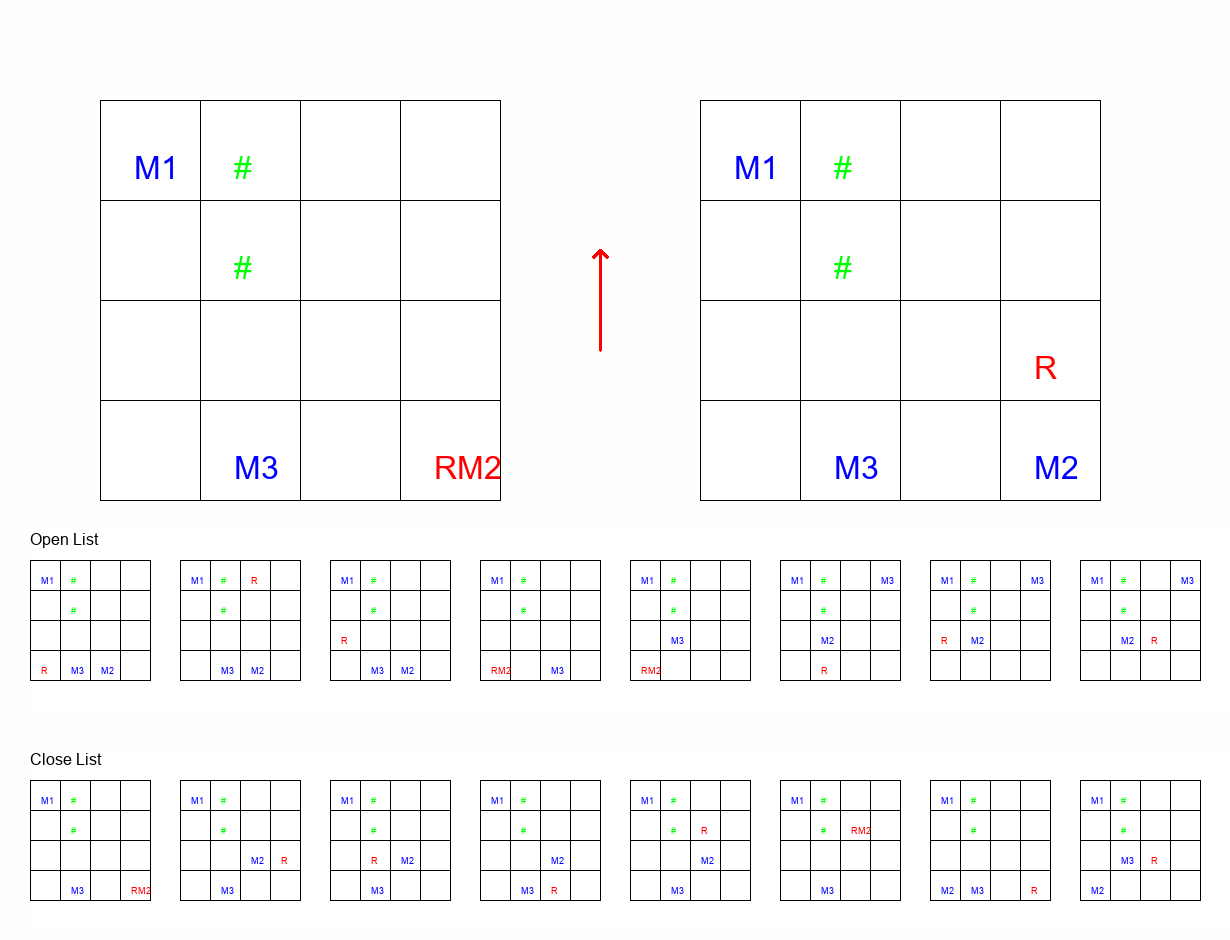 M1 # M1 #
# #
R
M3 RM2 M3 M2
Open List
M1 # M1 # R M1 # M1 # M1 # M1 # M3 M1 # M3 M1 # M3
# # # # # # # #
R M3 M2 R M2 M2 R
R M3 M2 M3 M2 M3 M2 RM2 M3 RM2 R
Close List
M1 # M1 # M1 # M1 # M1 # M1 # M1 # M1 #
# # # # # R # RM2 # #
M2 R R M2 M2 M2 M3 R
M3 RM2 M3 M3 M3 R M3 M3 M2 M3 R M2